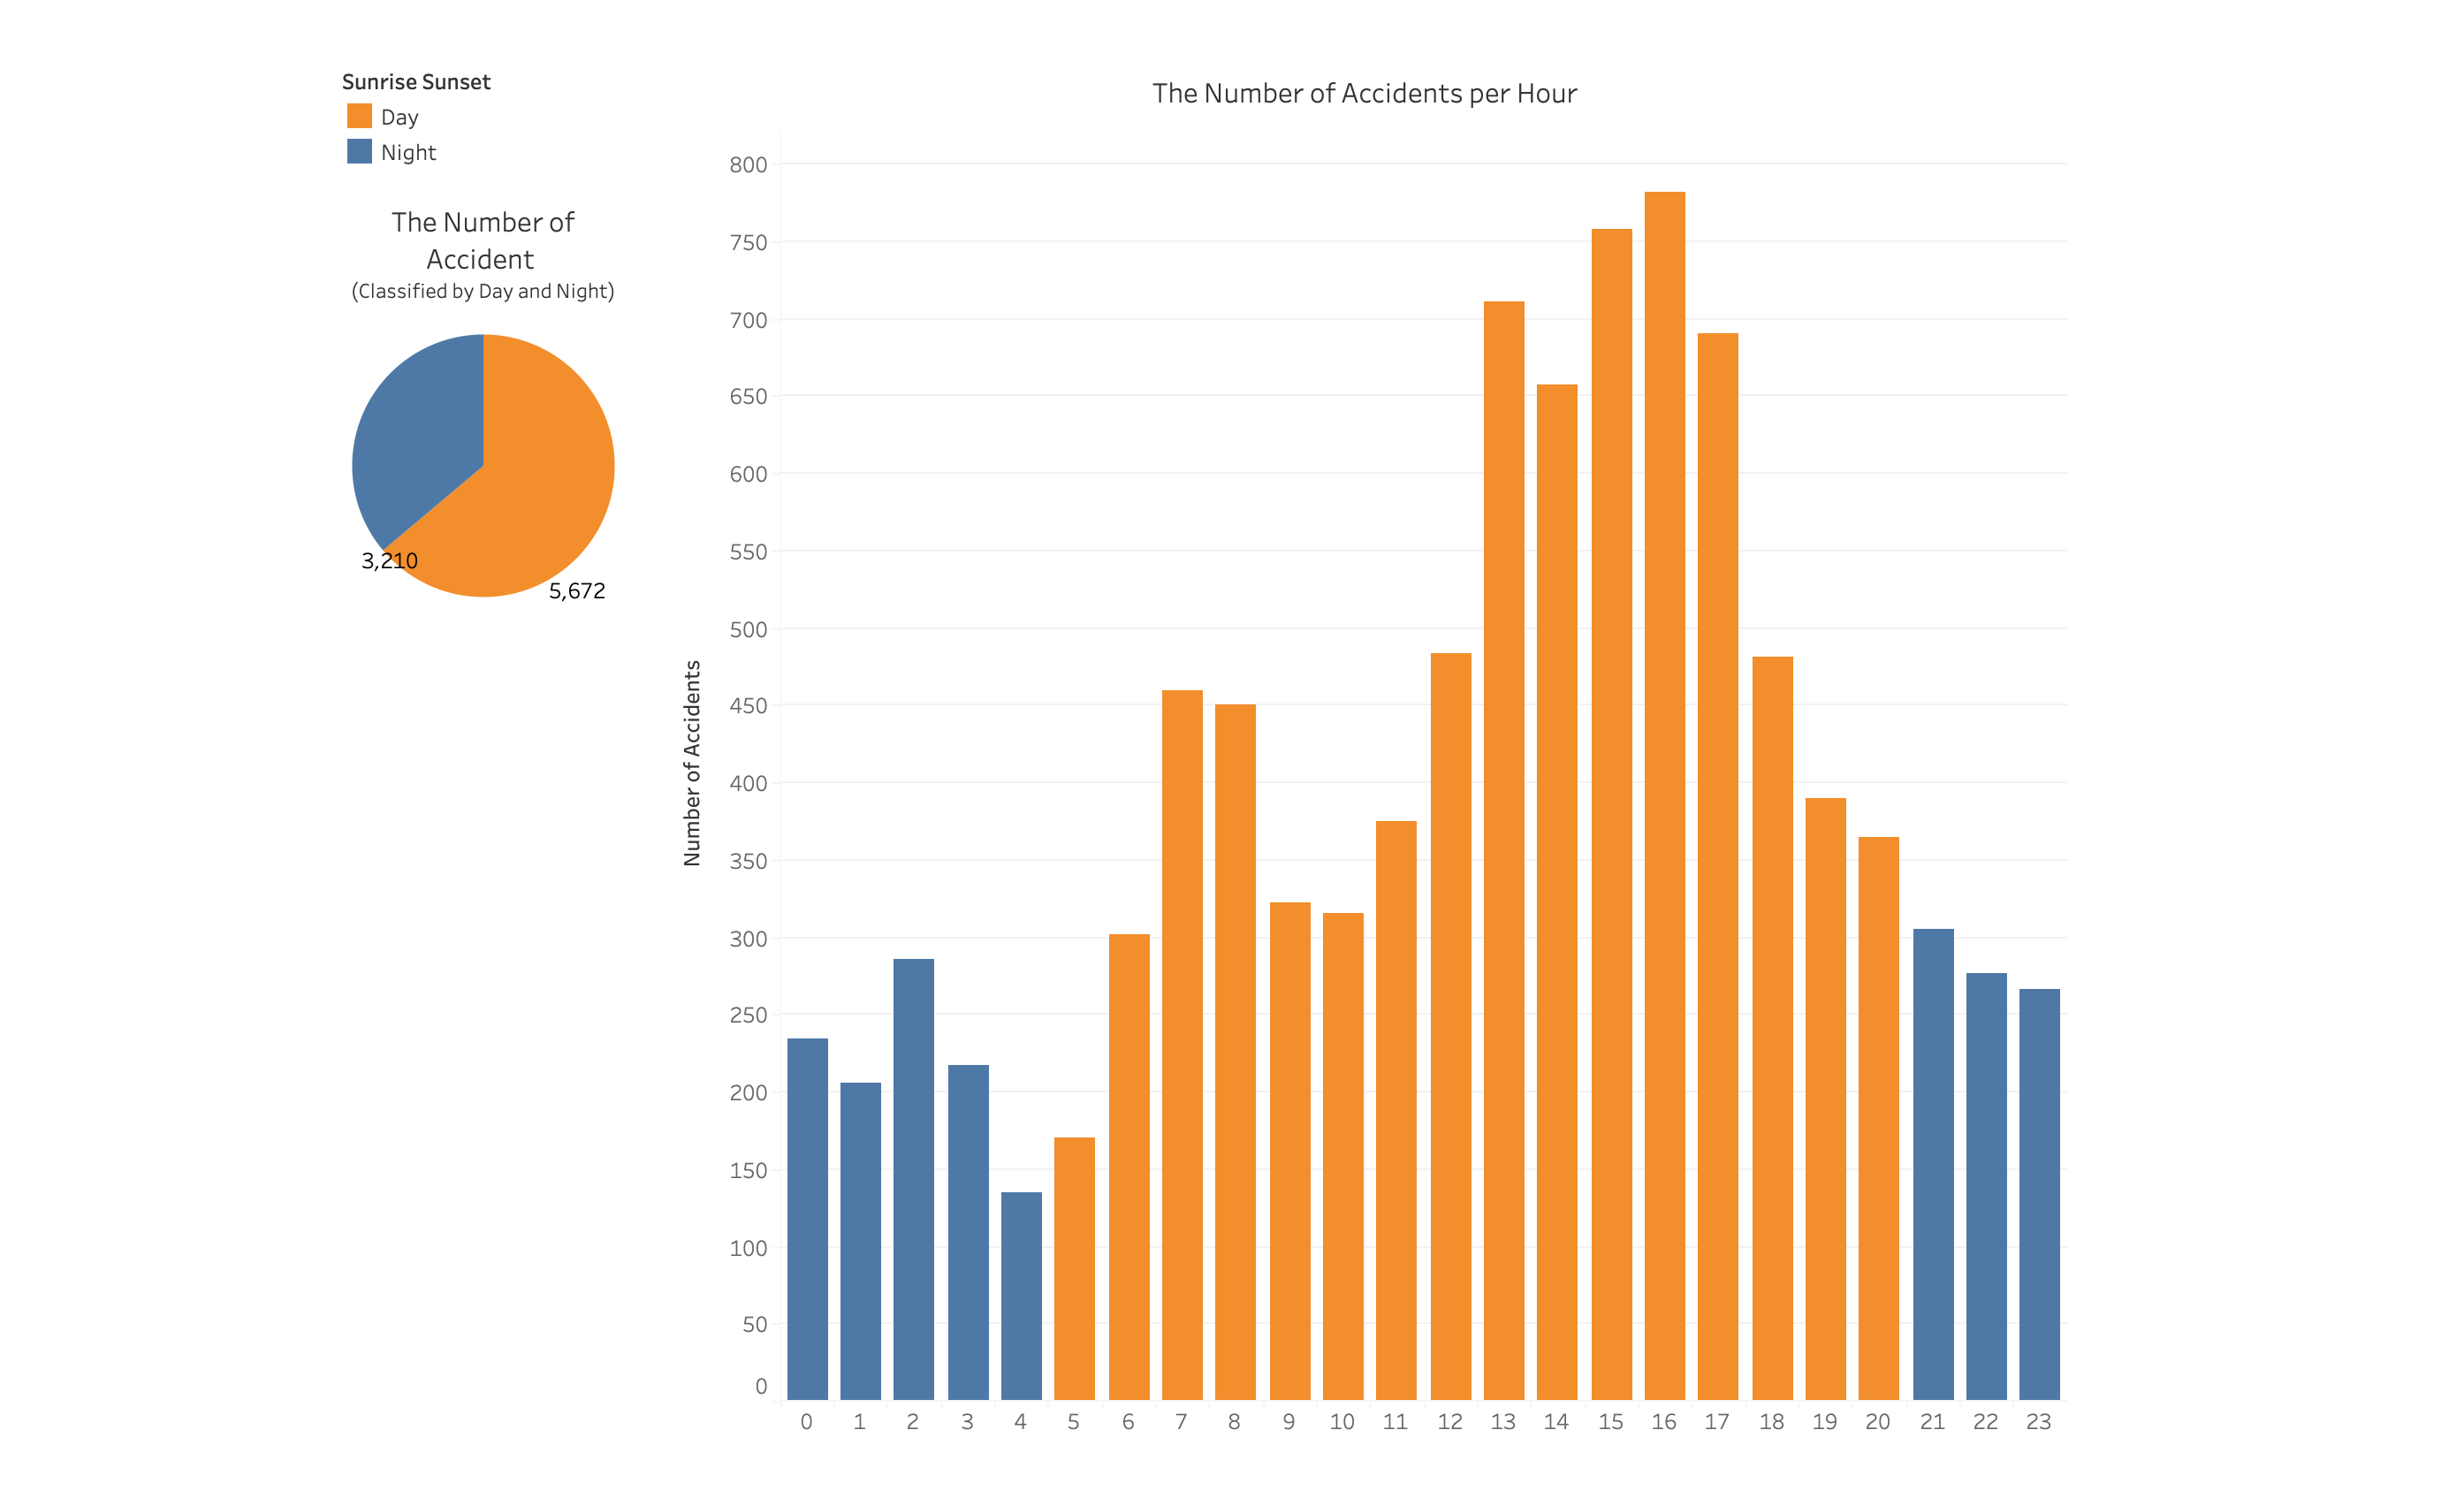 Sunrise Sunset
Day
Night
The Number of
Accident
(Classified by Day and Night)
3,210
5,672
The Number of Accidents per Hour
Number of Accidents
800
750
700
650
600
550
500
450
400
350
300
250
200
150
100
50
0
0 1 2 3 4 5 6 7 8 9 10 11 12 13 14 15 16 17 18 19 20 21 22 23